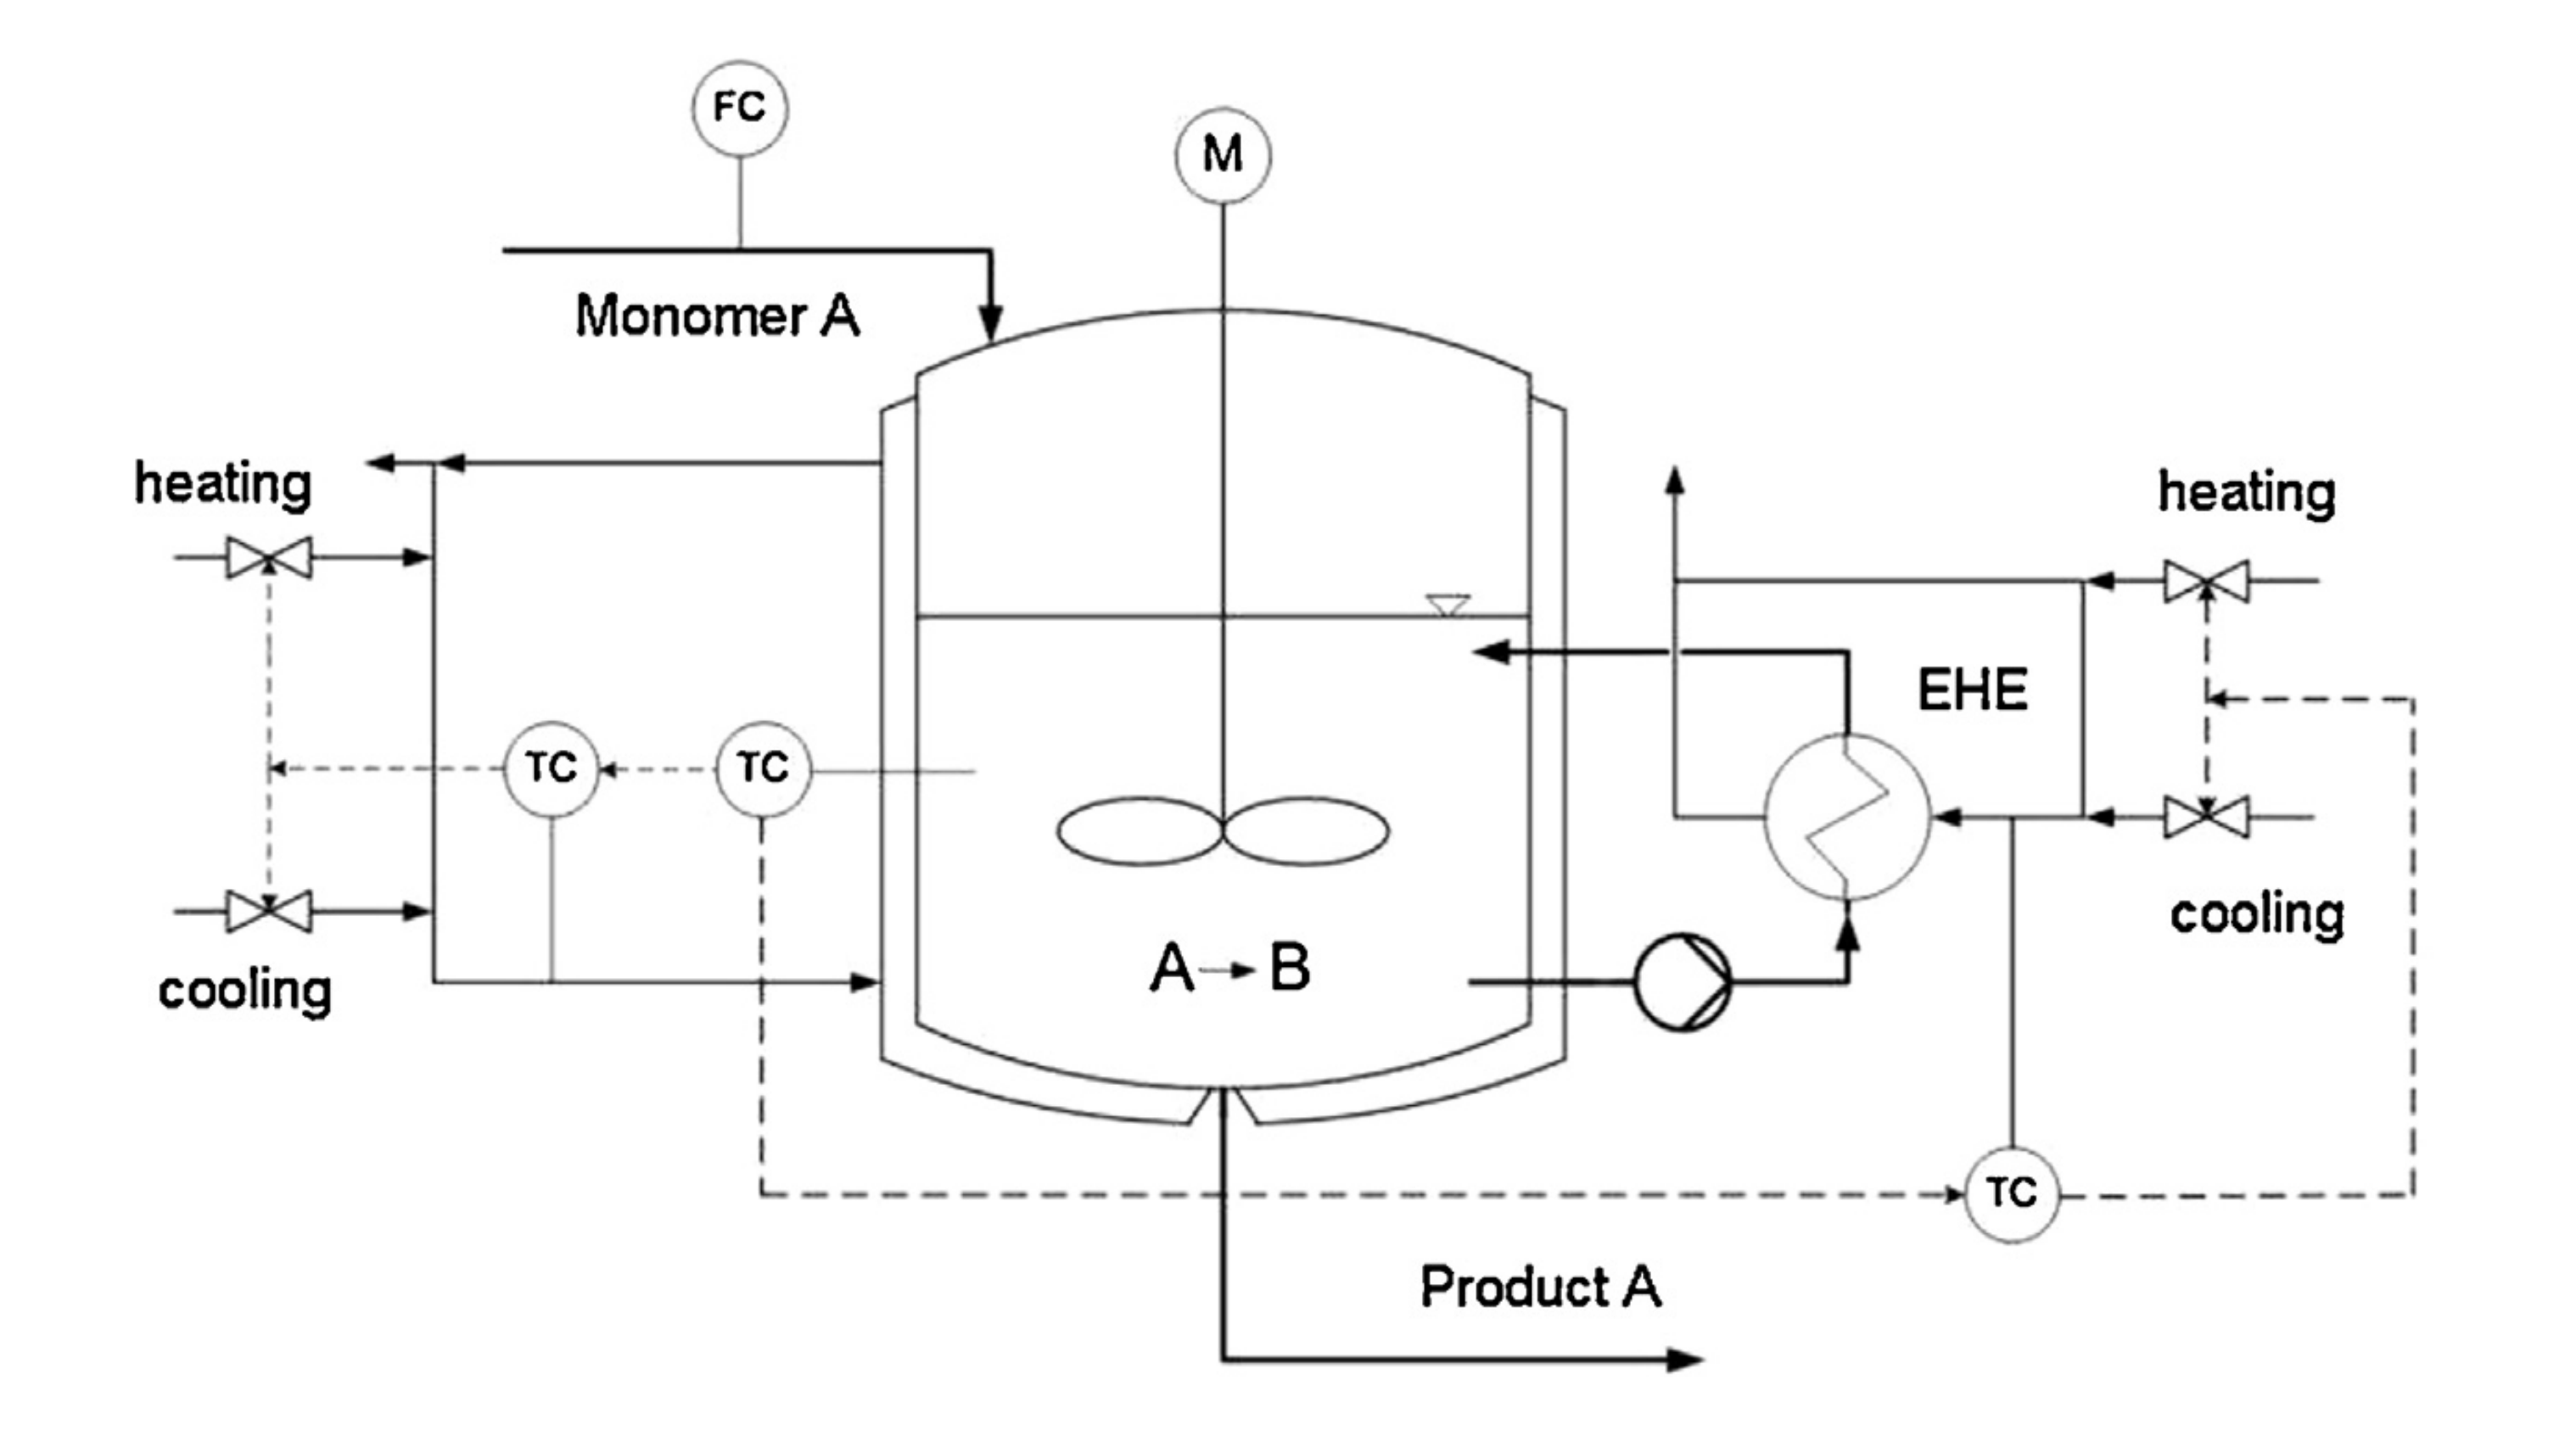 FC
M
Monomer A
heating
heating
EHE
TC
TC
cooling
A → B
cooling
TC
Product A